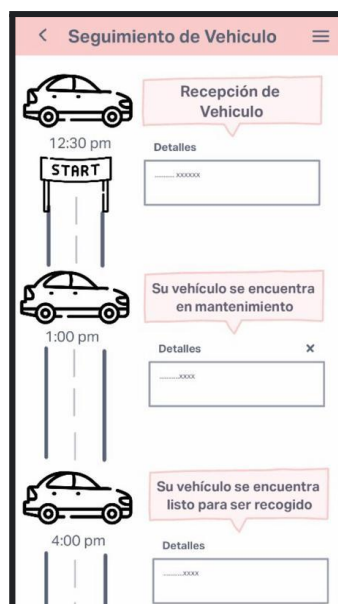 Seguimiento de Vehiculo
Recepción de
Vehiculo
12:30 pm
Detalles
START
......... xxxxxx
Su vehículo se encuentra
en mantenimiento
1:00 pm
Detalles
x
.........xxxx
Su vehículo se encuentra
listo para ser recogido
4:00 pm
Detalles
.........xxxx